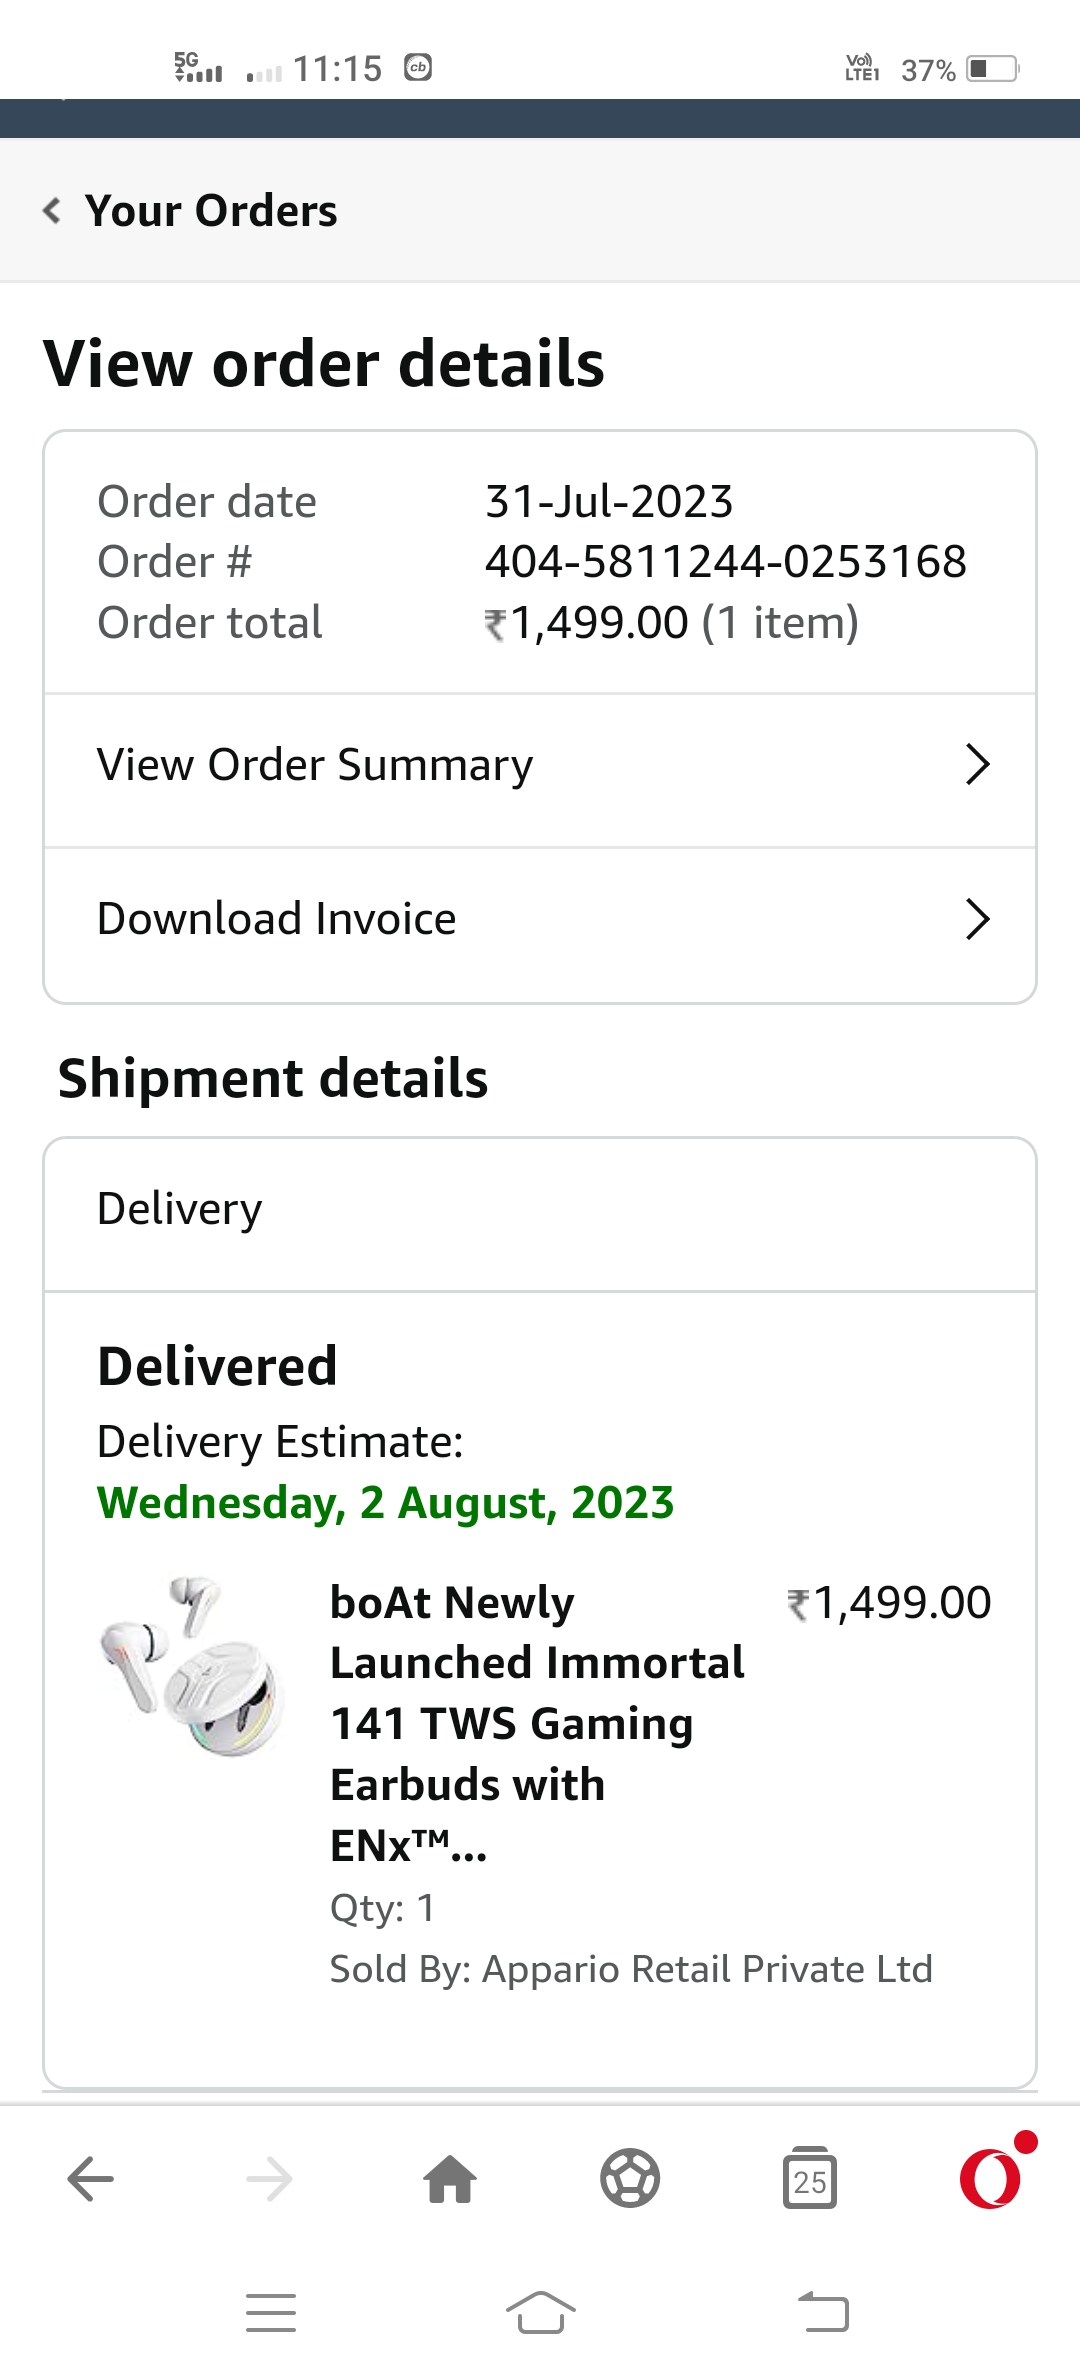 5G 11:15 cb Vo)) LTE1 37%
Your Orders
View order details
Order date 31-Jul-2023
Order # 404-5811244-0253168
Order total ₹1,499.00 (1 item)
View Order Summary
Download Invoice
Shipment details
Delivery
Delivered
Delivery Estimate:
Wednesday, 2 August, 2023
boAt Newly ₹1,499.00
Launched Immortal
141 TWS Gaming
Earbuds with
ENx™...
Qty: 1
Sold By: Appario Retail Private Ltd
25